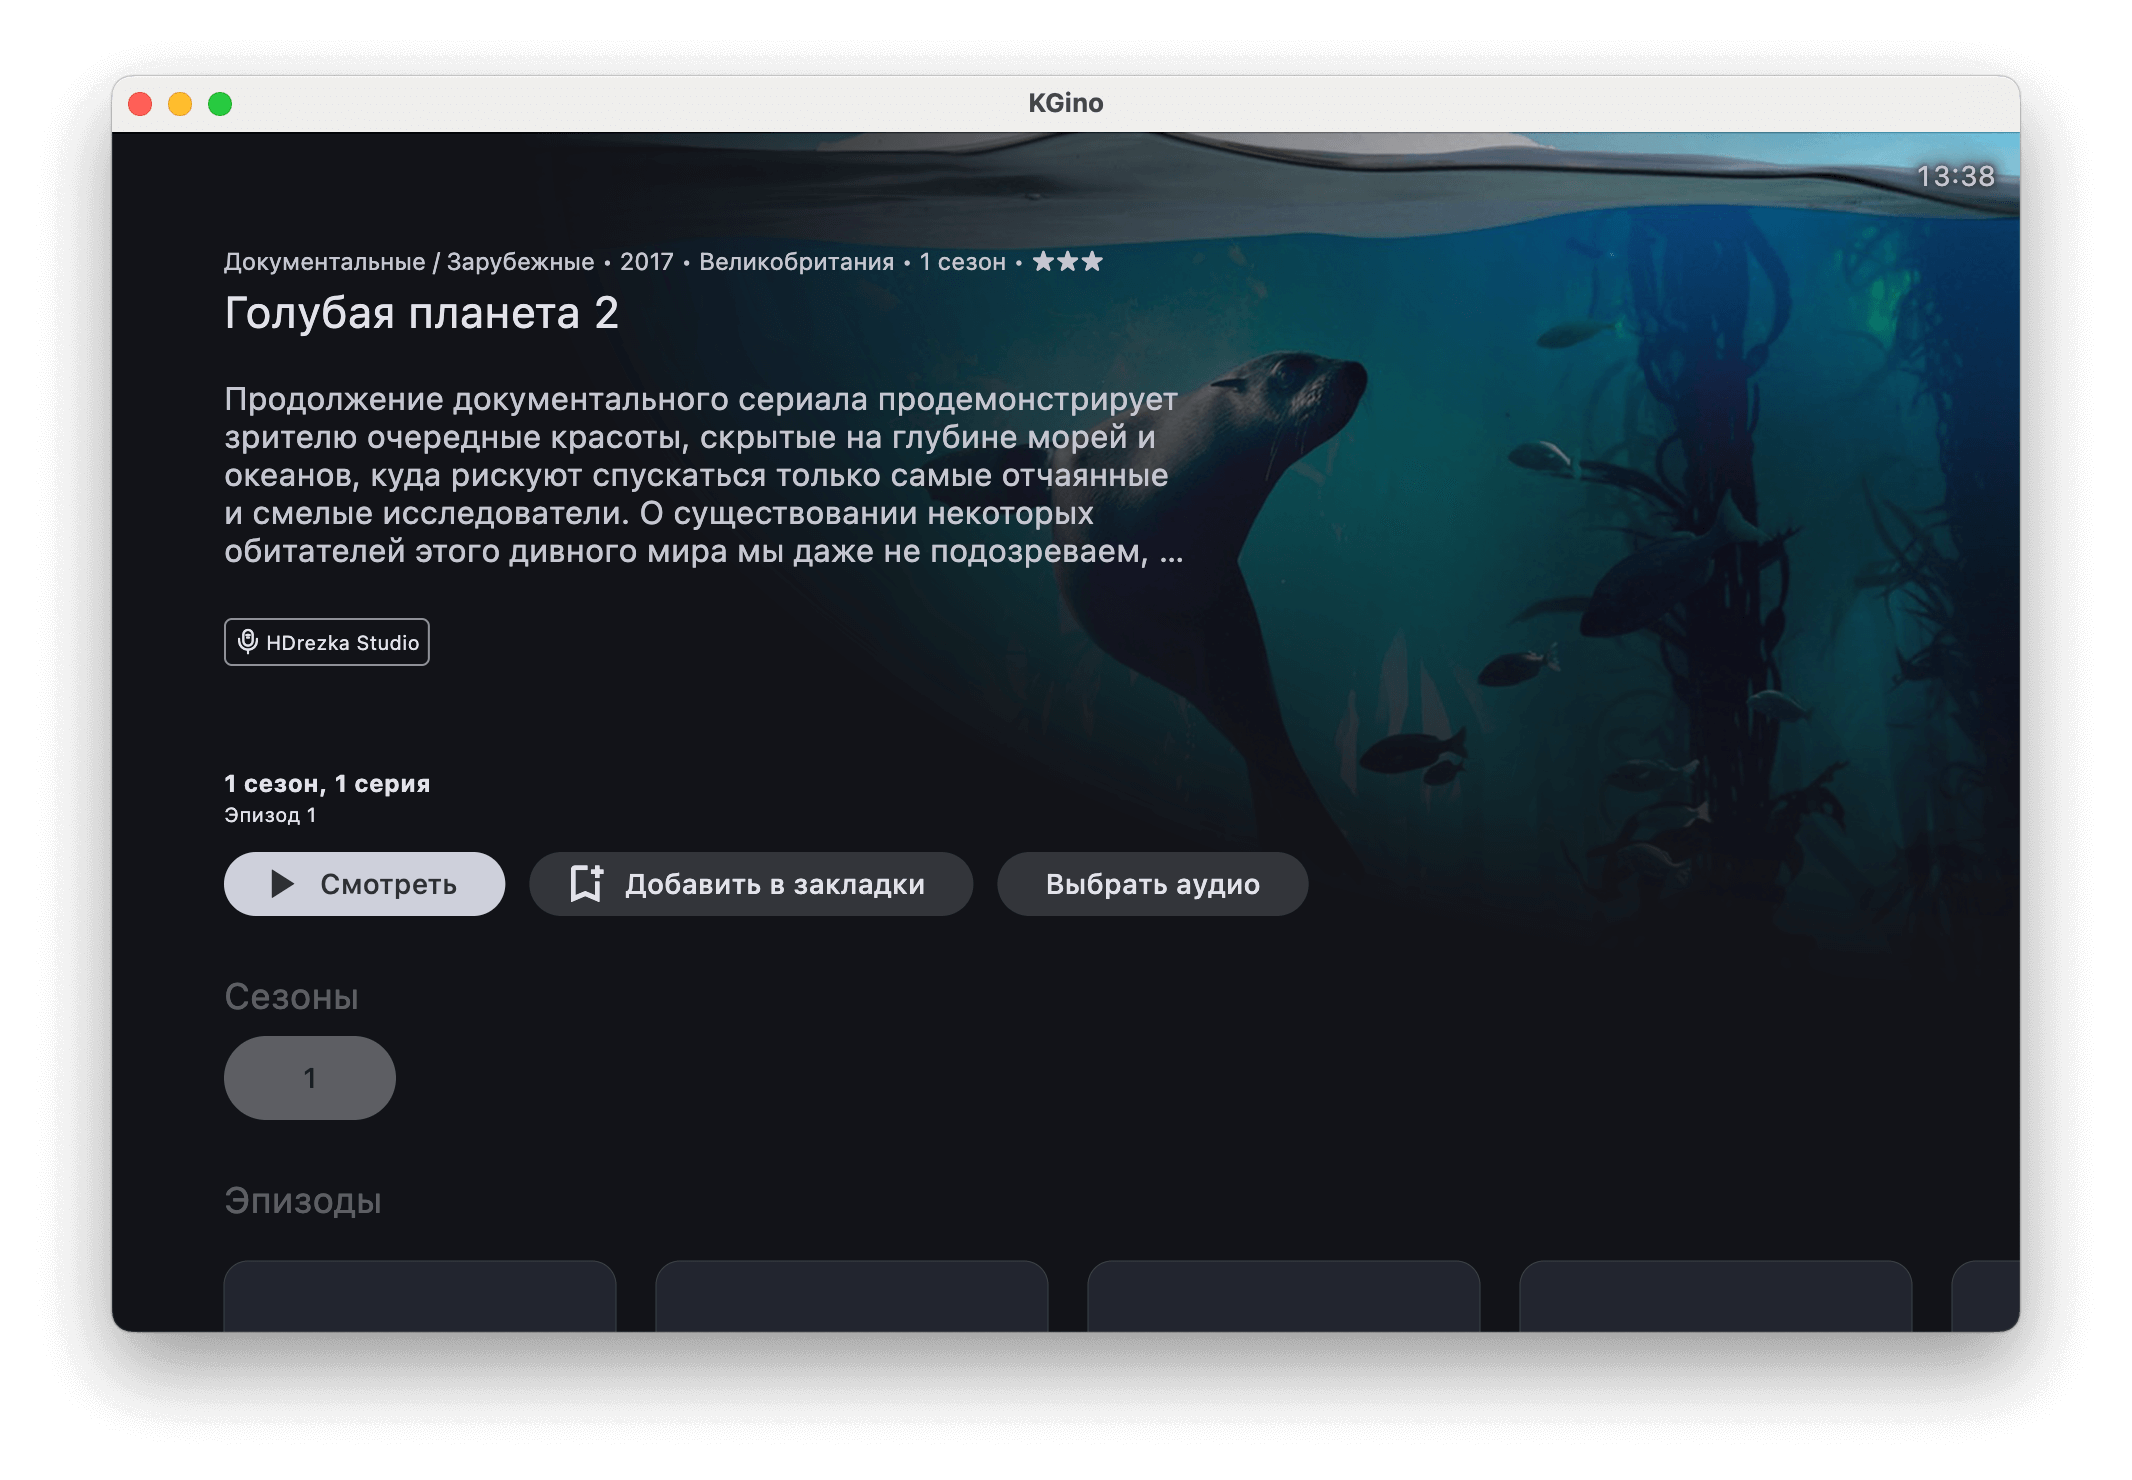 KGino
13:38
Документальные / Зарубежные • 2017 • Великобритания • 1 сезон • ★★★
Голубая планета 2
Продолжение документального сериала продемонстрирует
зрителю очередные красоты, скрытые на глубине морей и
океанов, куда рискуют спускаться только самые отчаянные
и смелые исследователи. О существовании некоторых
обитателей этого дивного мира мы даже не подозреваем, ...
HDrezka Studio
1 сезон, 1 серия
Эпизод 1
Смотреть
Добавить в закладки
Выбрать аудио
Сезоны
1
Эпизоды